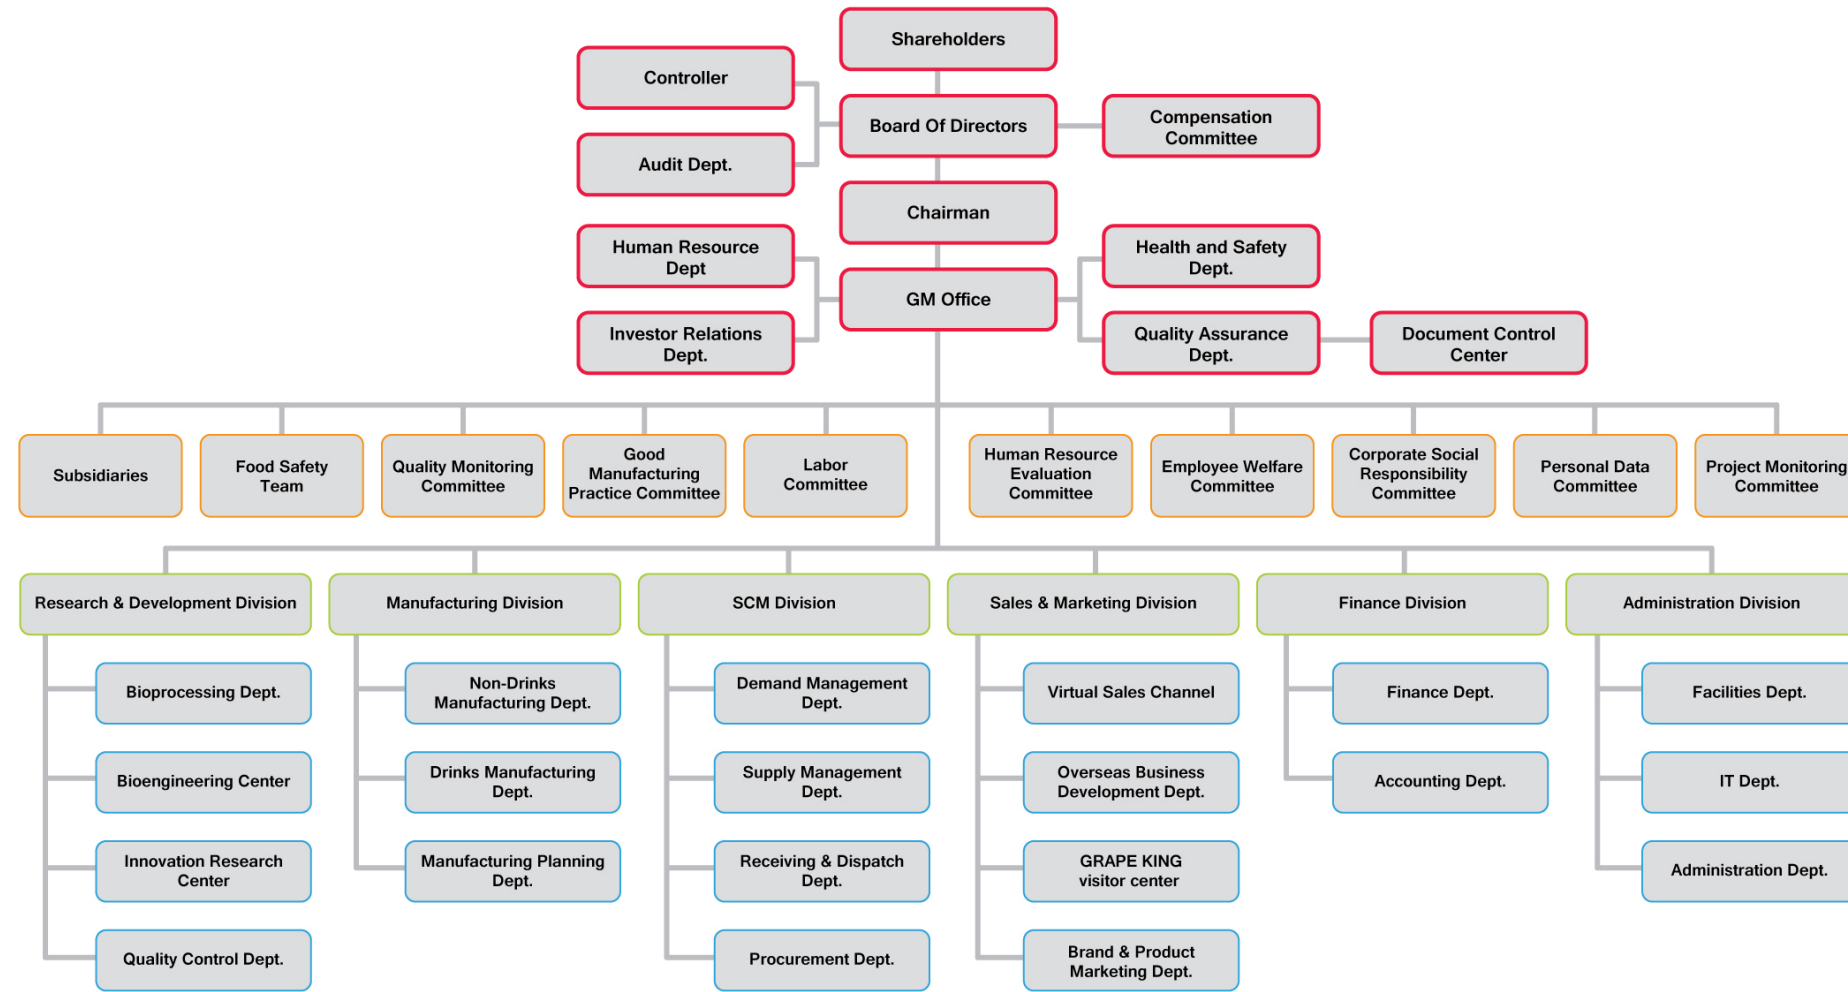 Shareholders
Controller
Board Of Directors
Compensation
Committee
Audit Dept.
Chairman
Human Resource
Dept
Health and Safety
Dept.
GM Office
Investor Relations
Dept.
Quality Assurance
Dept.
Document Control
Center
Subsidiaries
Food Safety
Team
Quality Monitoring
Committee
Good
Manufacturing
Practice Committee
Labor
Committee
Human Resource
Evaluation
Committee
Employee Welfare
Committee
Corporate Social
Responsibility
Committee
Personal Data
Committee
Project Monitoring
Committee
Research & Development Division
Manufacturing Division
SCM Division
Sales & Marketing Division
Finance Division
Administration Division
Bioprocessing Dept.
Non-Drinks
Manufacturing Dept.
Demand Management
Dept.
Virtual Sales Channel
Finance Dept.
Facilities Dept.
Bioengineering Center
Drinks Manufacturing
Dept.
Supply Management
Dept.
Overseas Business
Development Dept.
Accounting Dept.
IT Dept.
Innovation Research
Center
Manufacturing Planning
Dept.
Receiving & Dispatch
Dept.
GRAPE KING
visitor center
Administration Dept.
Quality Control Dept.
Procurement Dept.
Brand & Product
Marketing Dept.